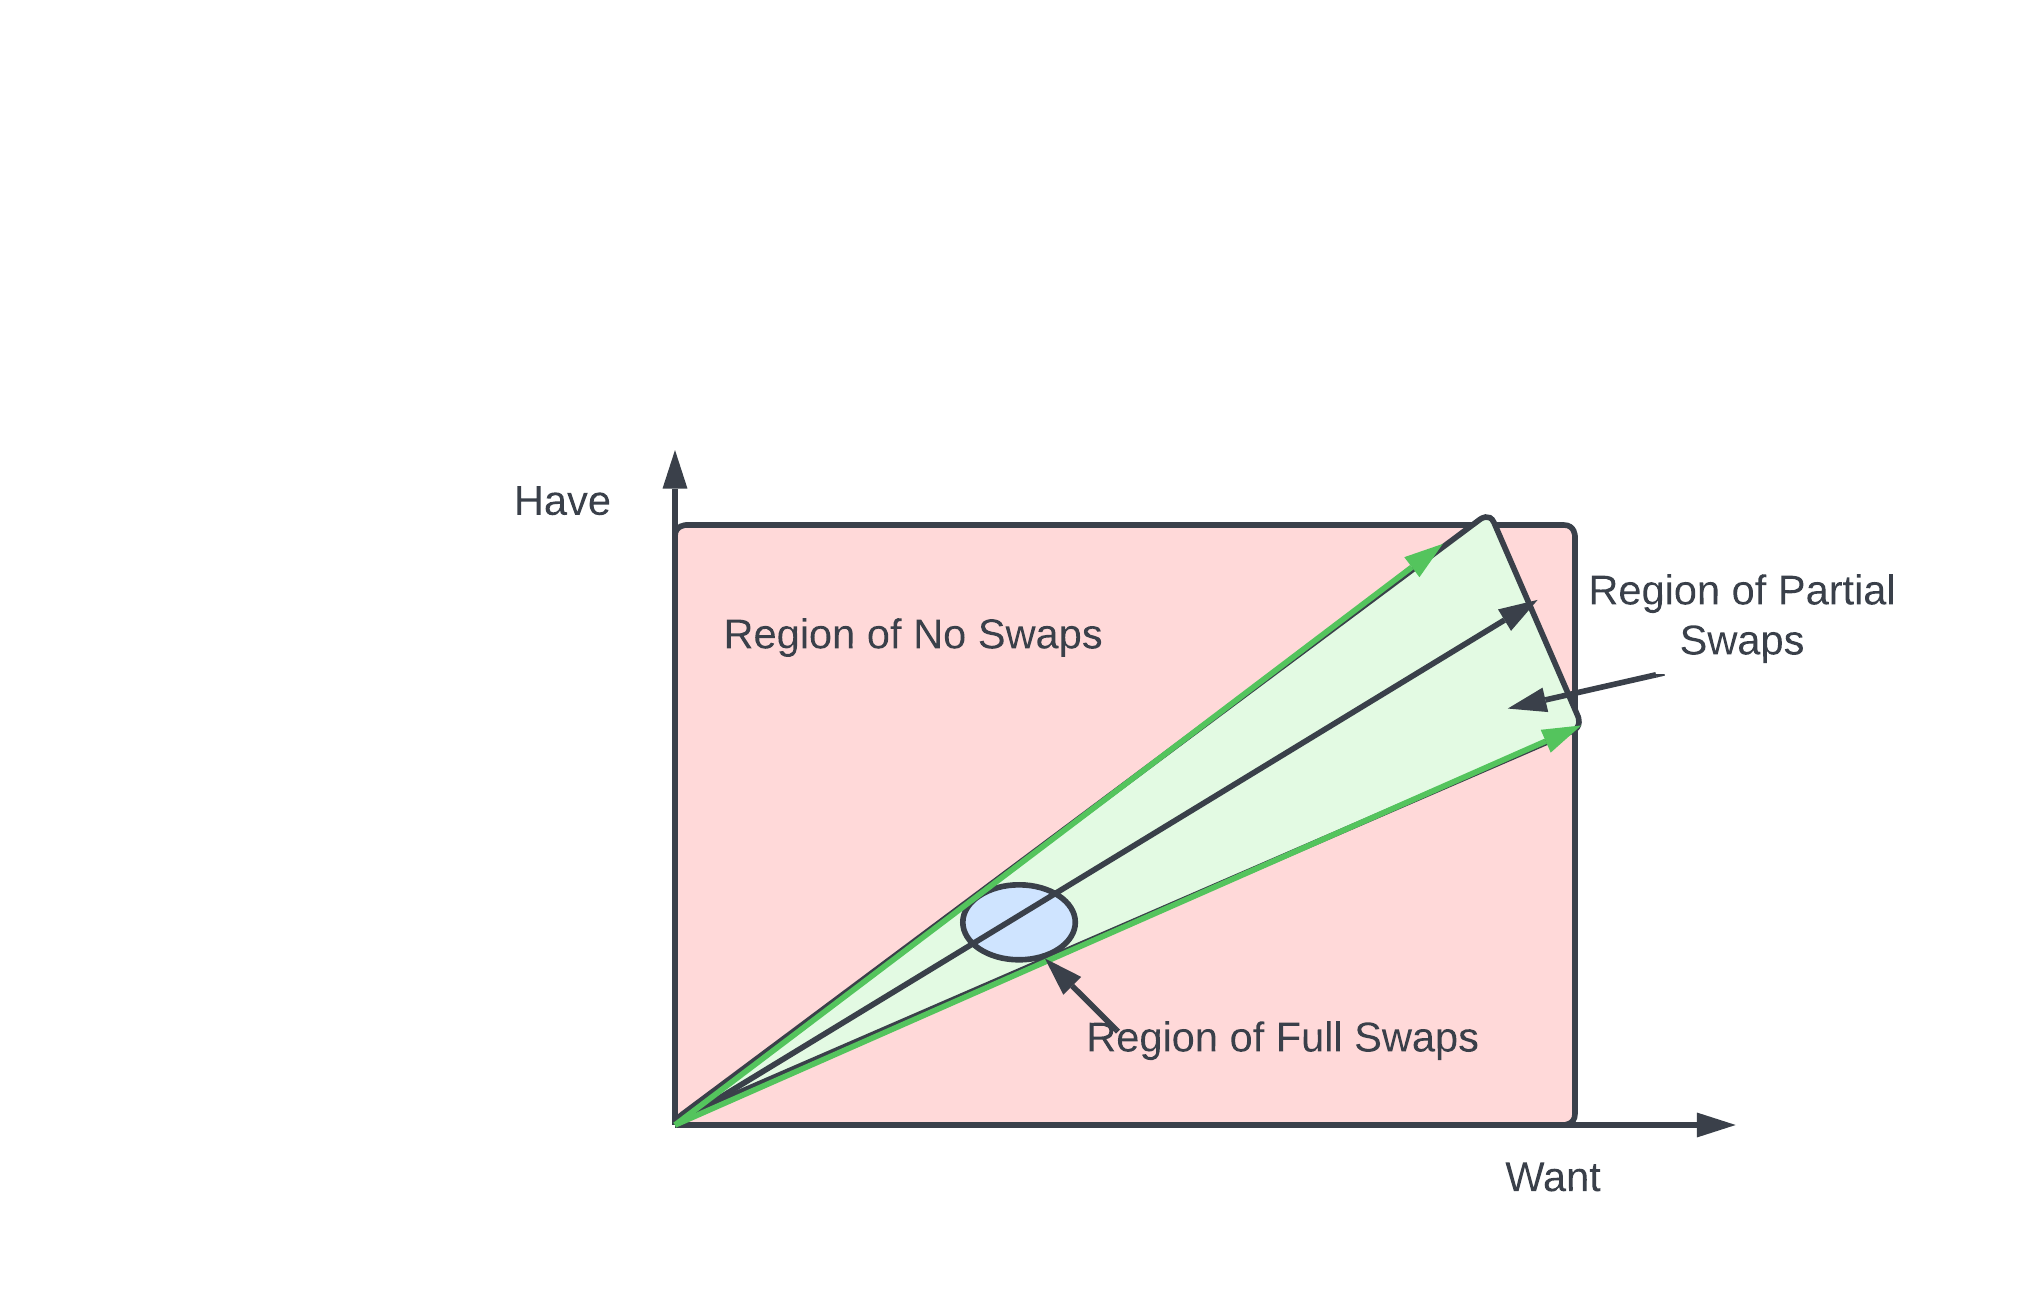 Have
Region of No Swaps
Region of Partial
Swaps
Region of Full Swaps
Want